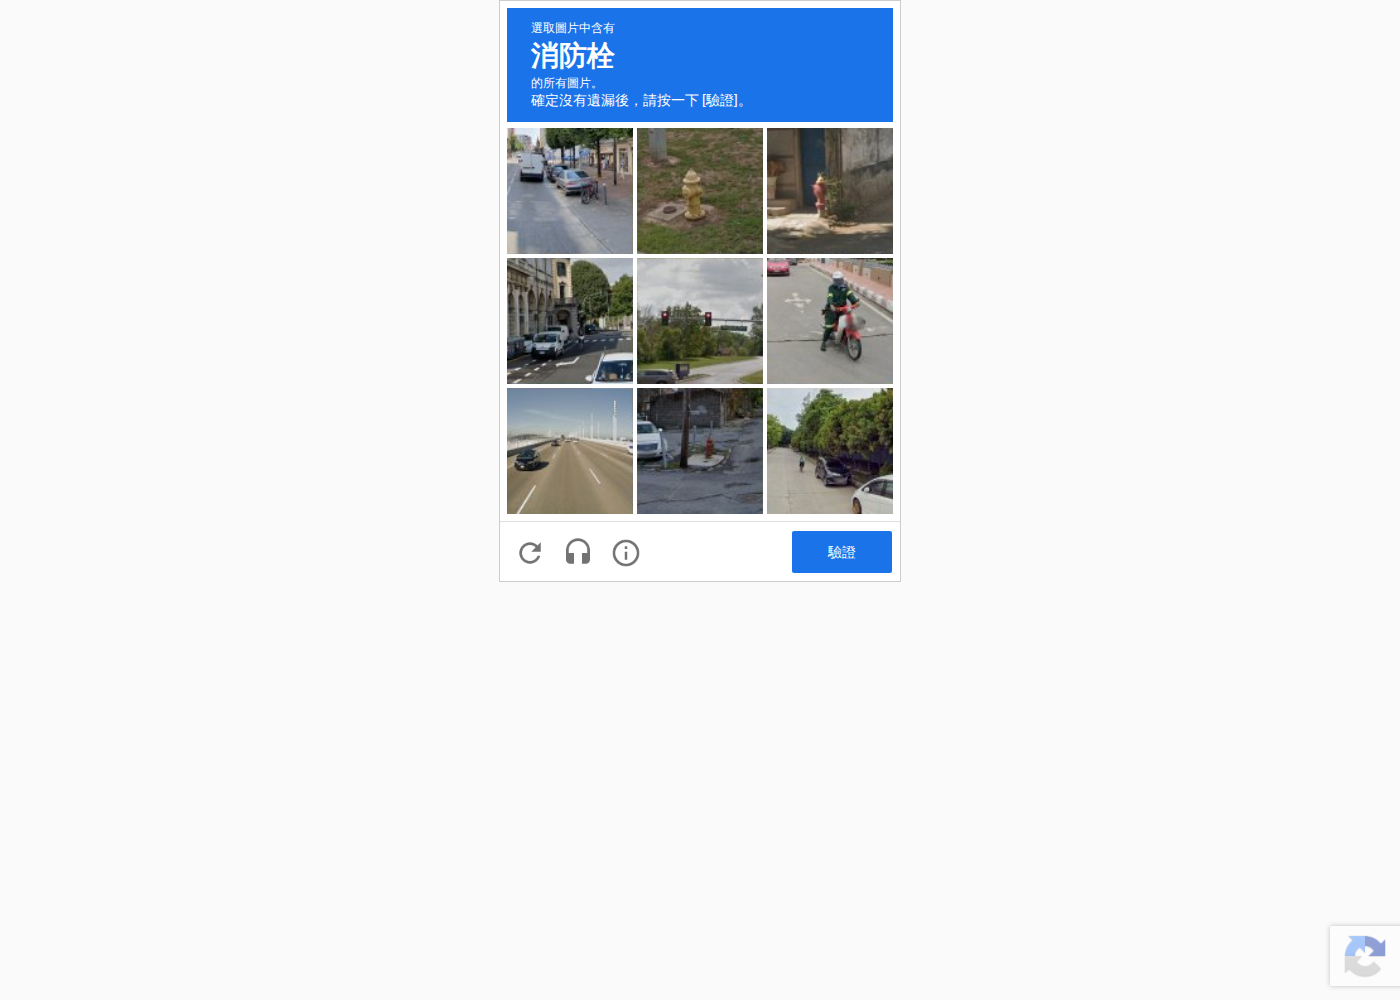 選取圖片中含有
消防栓
的所有圖片。
確定沒有遺漏後，請按一下 [驗證]。
驗證